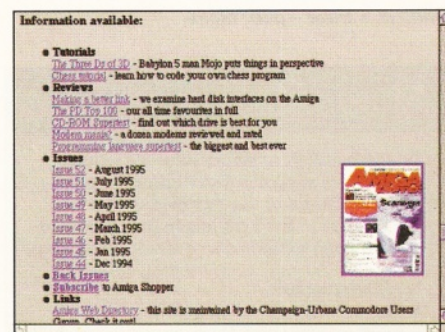 Information available:
Tutorials
The Three Ds of 3D - Babylon 5 man Mojo puts things in perspective
Chess tutorial - learn how to code your own chess program
Reviews
Making a better link - we examine hard disk interfaces on the Amiga
The PD Top 100 - our all time favourites in full
CD-ROM Supertest - find out which drive is best for you
Modem mania? - a dozen modems reviewed and rated
Programming language supertest - the biggest and best ever
Issues
Issue 52 - August 1995
Issue 51 - July 1995
Issue 50 - June 1995
Issue 49 - May 1995
Issue 48 - April 1995
Issue 47 - March 1995
Issue 46 - Feb 1995
Issue 45 - Jan 1995
Issue 44 - Dec 1994
Back Issues
Subscribe to Amiga Shopper
Links
Amiga Web Directory - this site is maintained by the Champaign-Urbana Commodore Users
Group. Check it out!
AMIGA